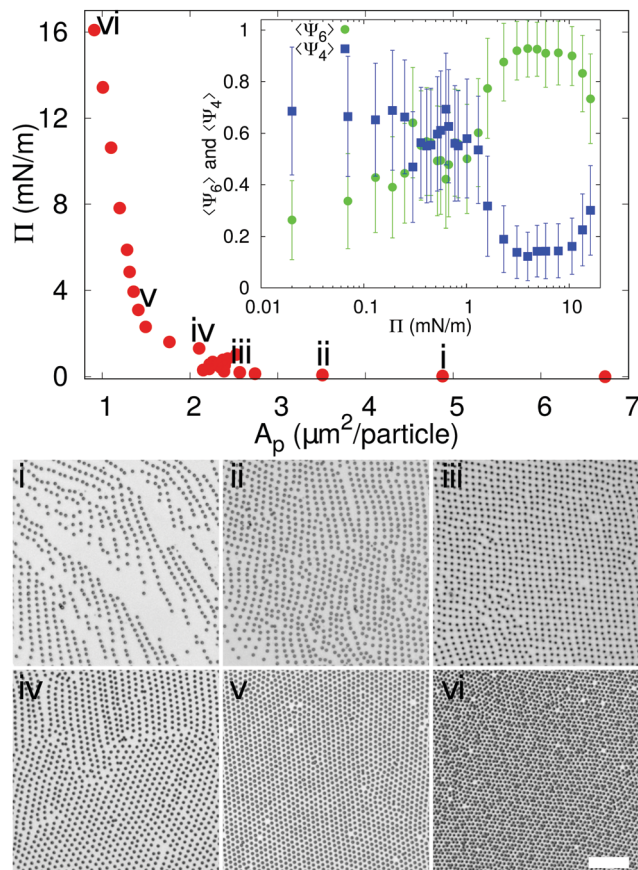 16
12
8
4
0
Π (mN/m)
1 2 3 4 5 6 7
A_p (μm²/particle)
vi
v
iv
iii
ii
i
⟨Ψ₆⟩
⟨Ψ₄⟩
1
0.8
0.6
0.4
0.2
0
⟨Ψ₆⟩ and ⟨Ψ₄⟩
0.01 0.1 1 10
Π (mN/m)
i
ii
iii
iv
v
vi